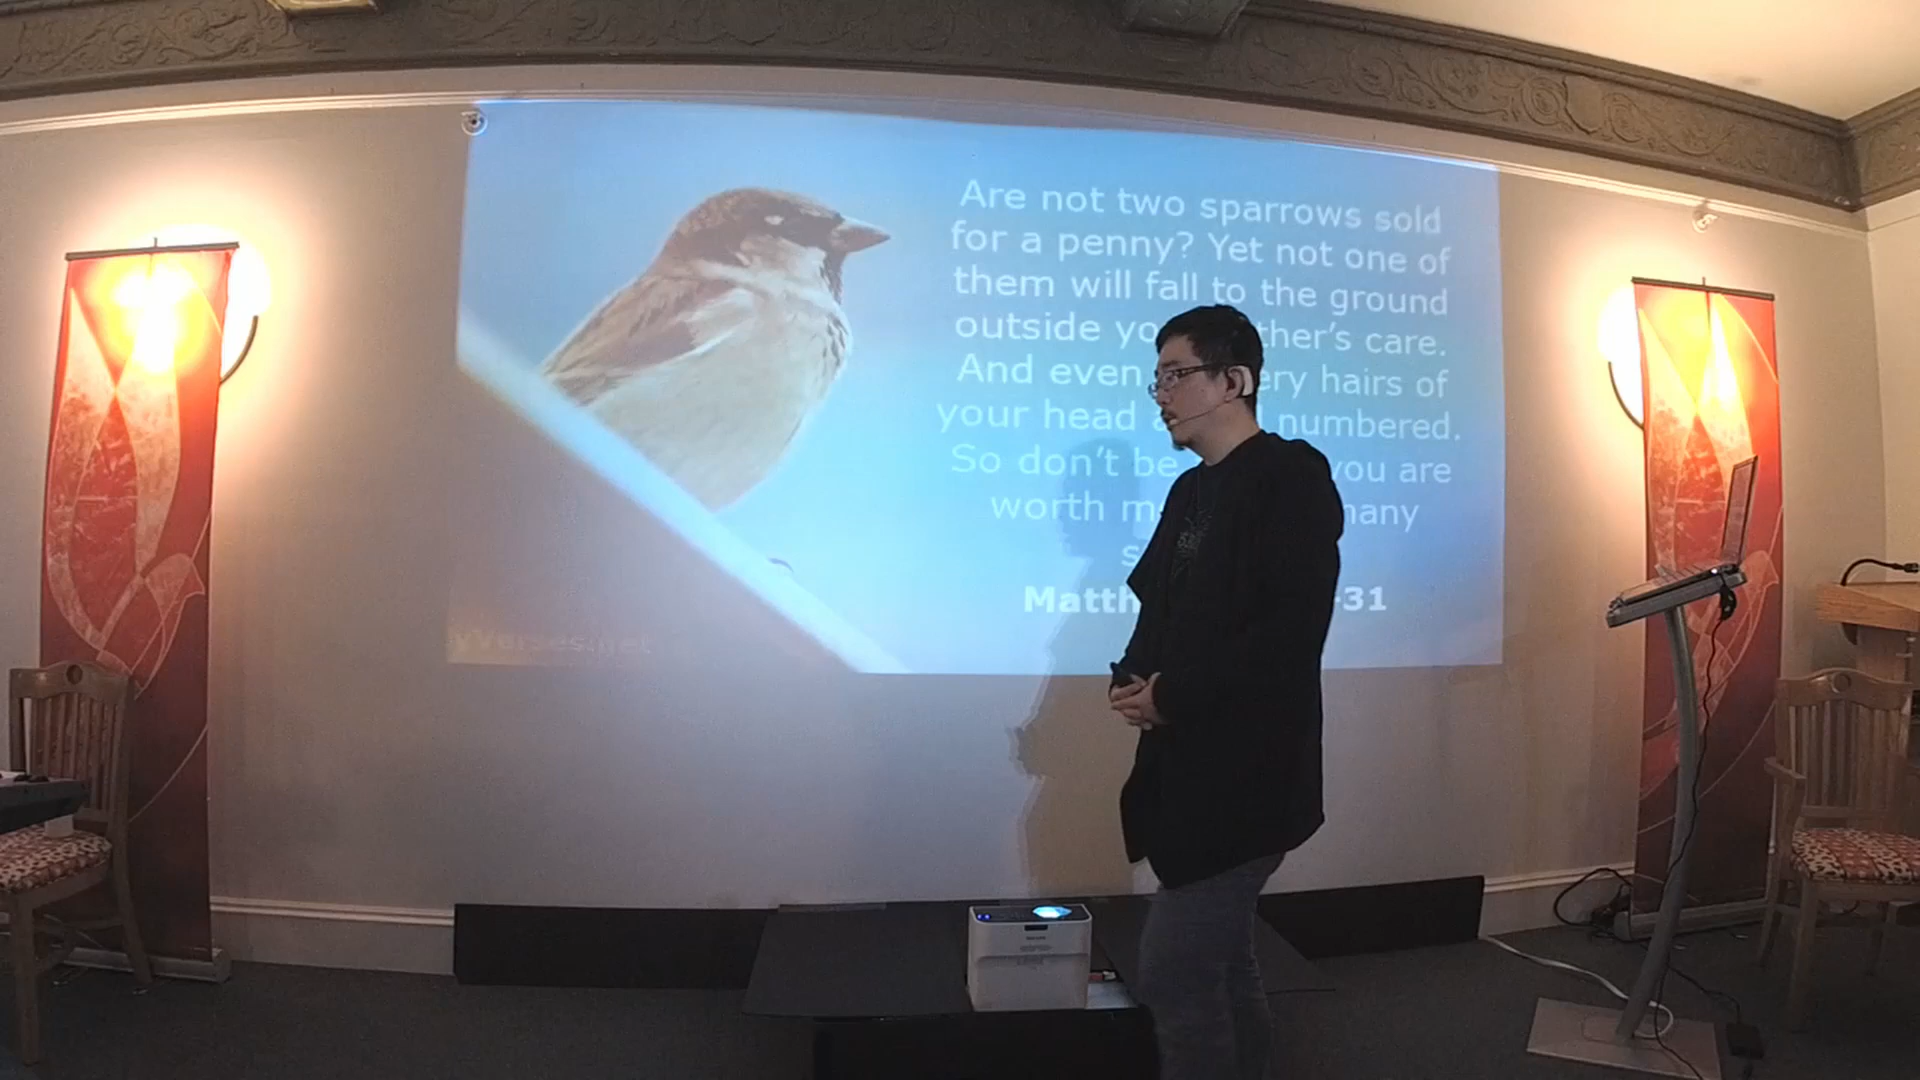 Are not two sparrows sold
for a penny? Yet not one of
them will fall to the ground
outside yo ther's care.
And even ery hairs of
your head numbered.
So don't be you are
worth m many
s
Matth -31